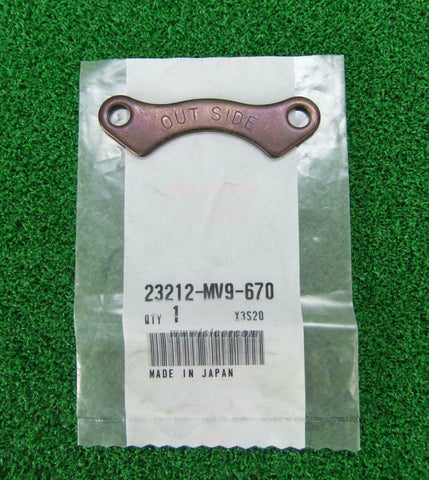 OUT SIDE
23212-MV9-670
QTY 1 X3S20
MADE IN JAPAN